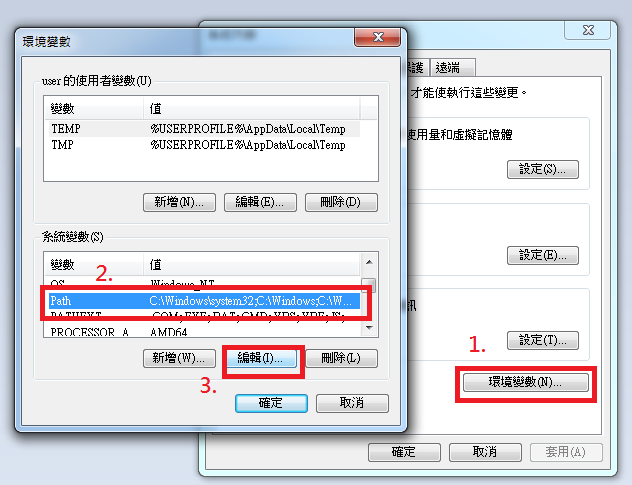 環境變數
user 的使用者變數(U)
變數 值
TEMP %USERPROFILE%\AppData\Local\Temp
TMP %USERPROFILE%\AppData\Local\Temp
新增(N)... 編輯(E)... 刪除(D)
系統變數(S)
變數 值
2.
OS Windows_NT
Path C:\Windows\system32;C:\Windows;C:\W...
PATHEXT .COM;.EXE;.BAT;.CMD;.VBS;.VBE;.JS;
PROCESSOR_A AMD64
新增(W)... 編輯(I)... 刪除(L)
3.
確定 取消
遠端
才能使執行這些變更。
使用量和虛擬記憶體
設定(S)...
設定(E)...
訊
設定(T)...
1.
環境變數(N)...
確定 取消 套用(A)